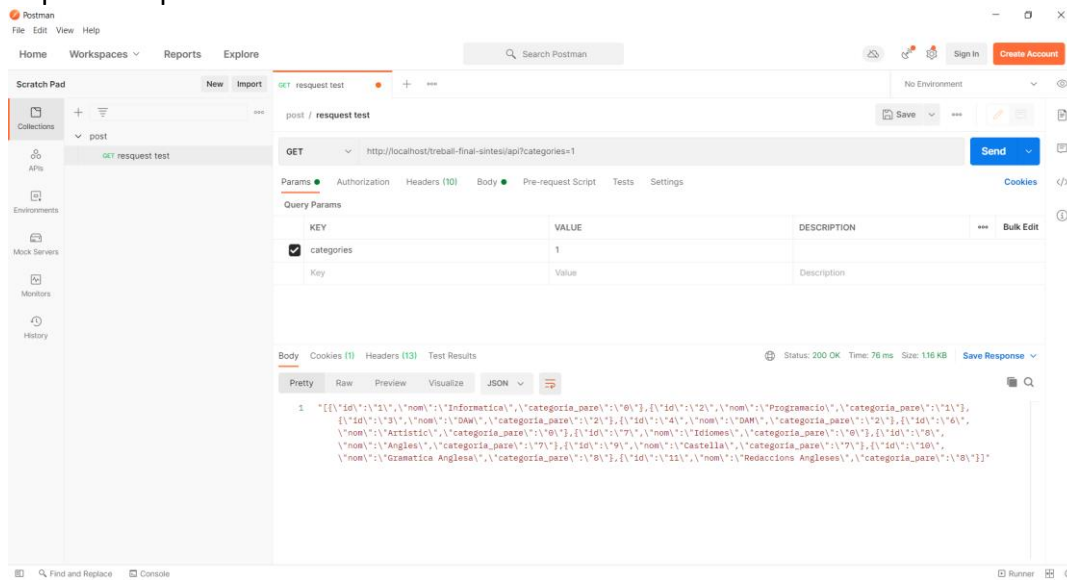 Postman
File Edit View Help
Home Workspaces Reports Explore
Search Postman
Sign In Create Account
Scratch Pad New Import
GET resquest test
No Environment
Collections
APIs
Environments
Mock Servers
Monitors
History
post
GET resquest test
post / resquest test
Save
GET http://localhost/treball-final-sintesi/api?categories=1
Send
Params Authorization Headers (10) Body Pre-request Script Tests Settings
Cookies
Query Params
KEY VALUE DESCRIPTION Bulk Edit
categories 1
Key Value Description
Body Cookies (1) Headers (13) Test Results
Status: 200 OK Time: 76 ms Size: 1.16 KB Save Response
Pretty Raw Preview Visualize JSON
1 "[{\"id\":\"1\",\"nom\":\"Informatica\",\"categoria_pare\":\"0\"},{\"id\":\"2\",\"nom\":\"Programacio\",\"categoria_pare\":\"1\"},
{\"id\":\"3\",\"nom\":\"DAW\",\"categoria_pare\":\"2\"},{\"id\":\"4\",\"nom\":\"DAM\",\"categoria_pare\":\"2\"},{\"id\":\"6\",
\"nom\":\"Artistic\",\"categoria_pare\":\"0\"},{\"id\":\"7\",\"nom\":\"Idiomes\",\"categoria_pare\":\"0\"},{\"id\":\"8\",
\"nom\":\"Angles\",\"categoria_pare\":\"7\"},{\"id\":\"9\",\"nom\":\"Castella\",\"categoria_pare\":\"7\"},{\"id\":\"10\",
\"nom\":\"Gramatica Anglesa\",\"categoria_pare\":\"8\"},{\"id\":\"11\",\"nom\":\"Redaccions Angleses\",\"categoria_pare\":\"8\"}]"
Find and Replace Console
Runner